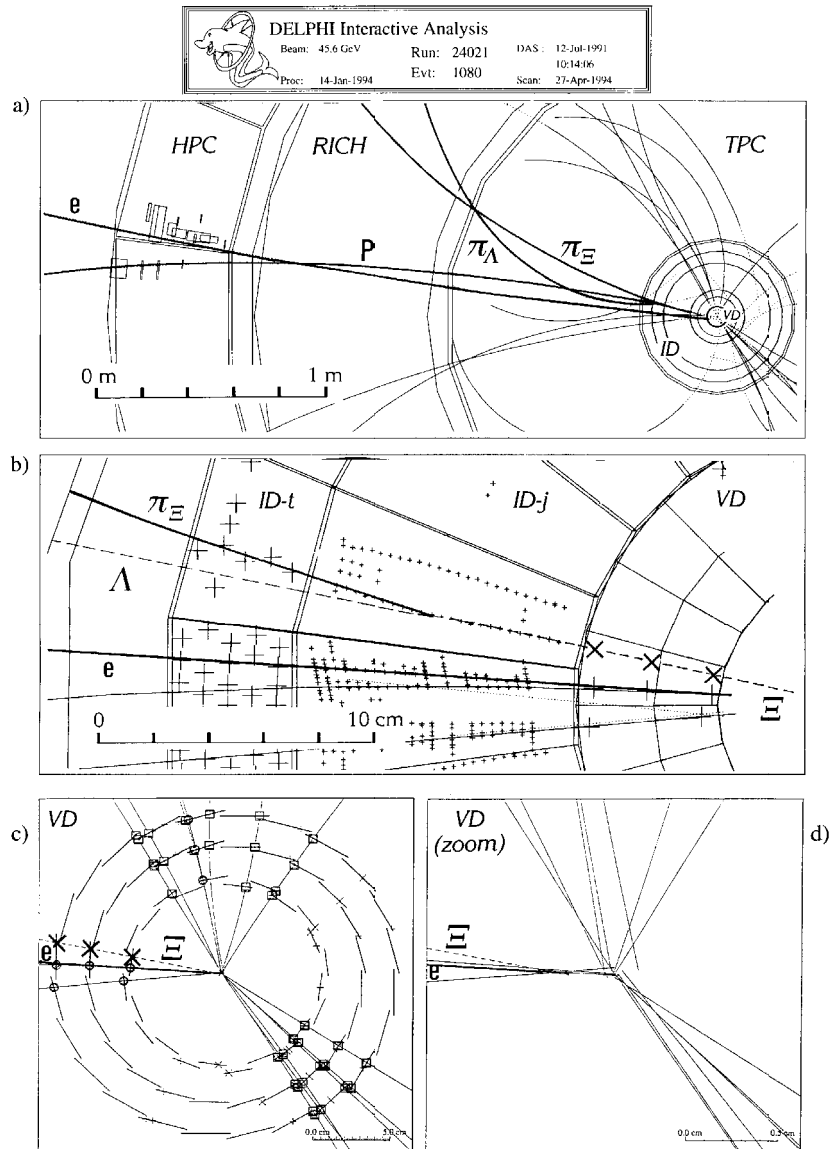 DELPHI Interactive Analysis
Beam: 45.6 GeV Run: 24021 DAS : 12-Jul-1991
10:14:06
Proc: 14-Jan-1994 Evt: 1080 Scan: 27-Apr-1994
a)
HPC RICH TPC
e
P π_Λ π_Ξ
VD
ID
0 m 1 m
b)
π_Ξ ID-t ID-j VD
Λ
e
Ξ
0 10 cm
c) VD
Ξ
e
0.0 cm 5.0 cm
VD d)
(zoom)
Ξ
e
0.0 cm 0.5 cm